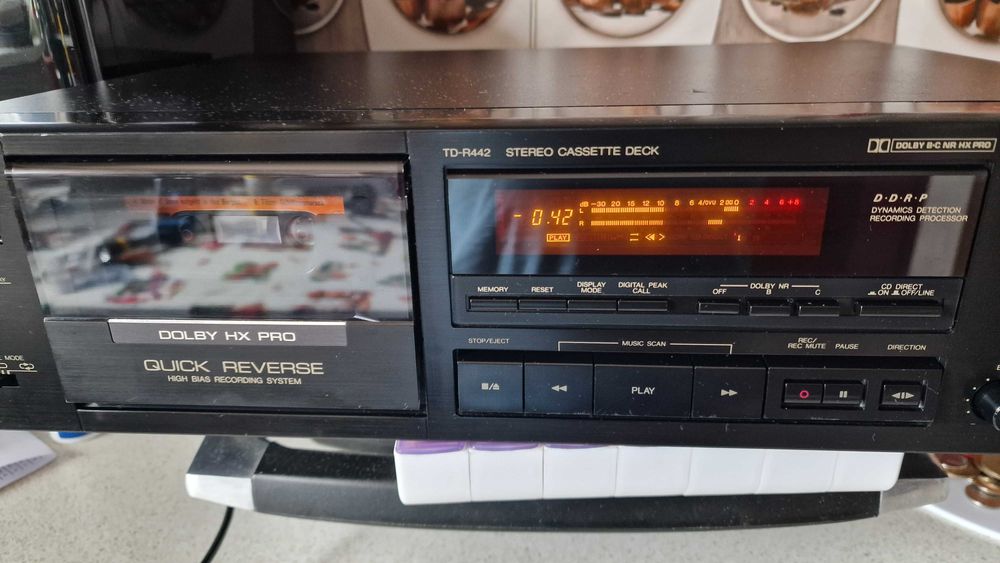 TD-R442 STEREO CASSETTE DECK
DOLBY B·C NR HX PRO
D·D·R·P
DYNAMICS DETECTION
RECORDING PROCESSOR
dB -30 20 15 12 10 8 6 4/0VU 2 0 2 4 6 +8
L
R
- 0.42
PLAY
MEMORY RESET DISPLAY MODE DIGITAL PEAK CALL
DOLBY NR
OFF B C
CD DIRECT
ON OFF/LINE
DOLBY HX PRO
QUICK REVERSE
HIGH BIAS RECORDING SYSTEM
STOP/EJECT
MUSIC SCAN
REC/
REC MUTE PAUSE DIRECTION
PLAY
MODE